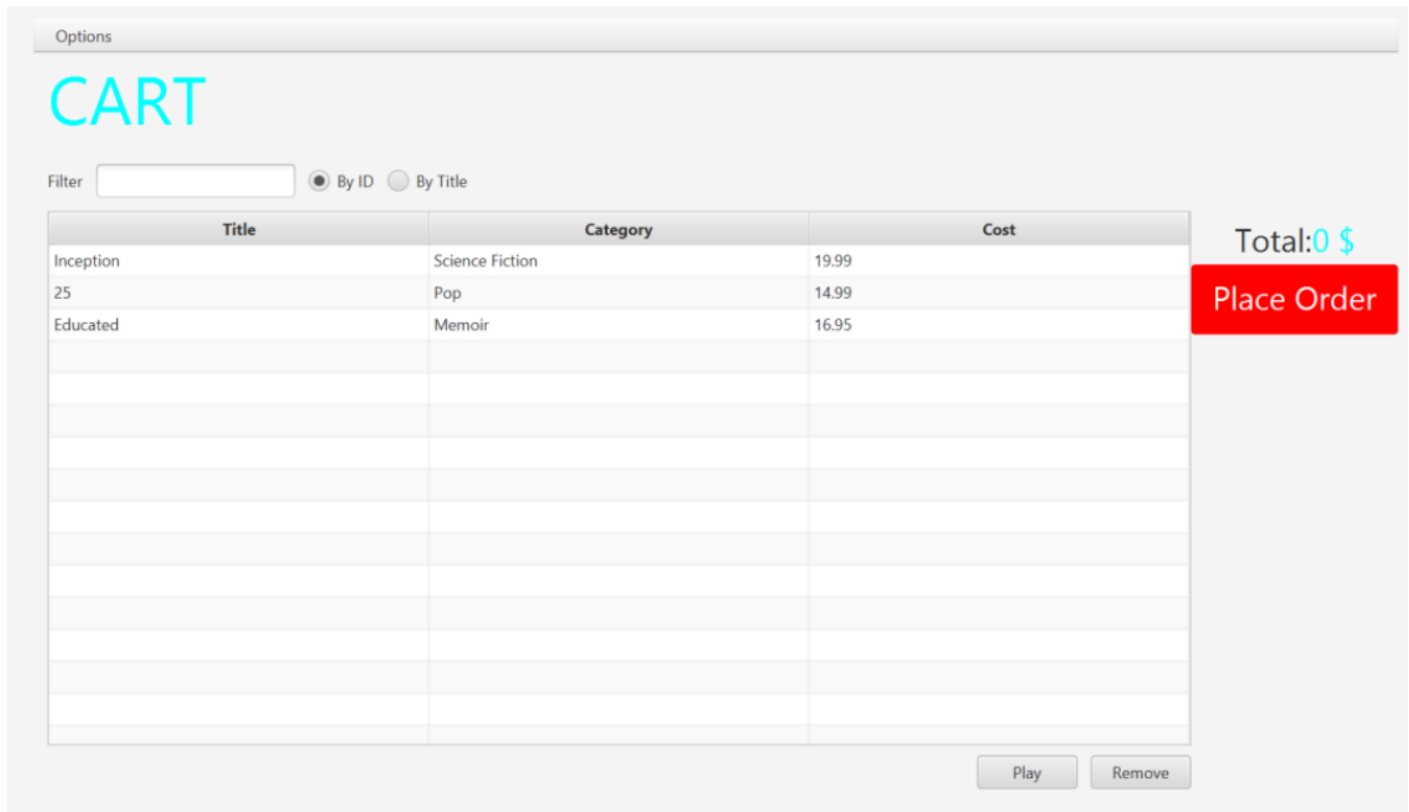 Options
CART
Filter By ID By Title
Title Category Cost
Inception Science Fiction 19.99
25 Pop 14.99
Educated Memoir 16.95
Total:0 $
Place Order
Play Remove